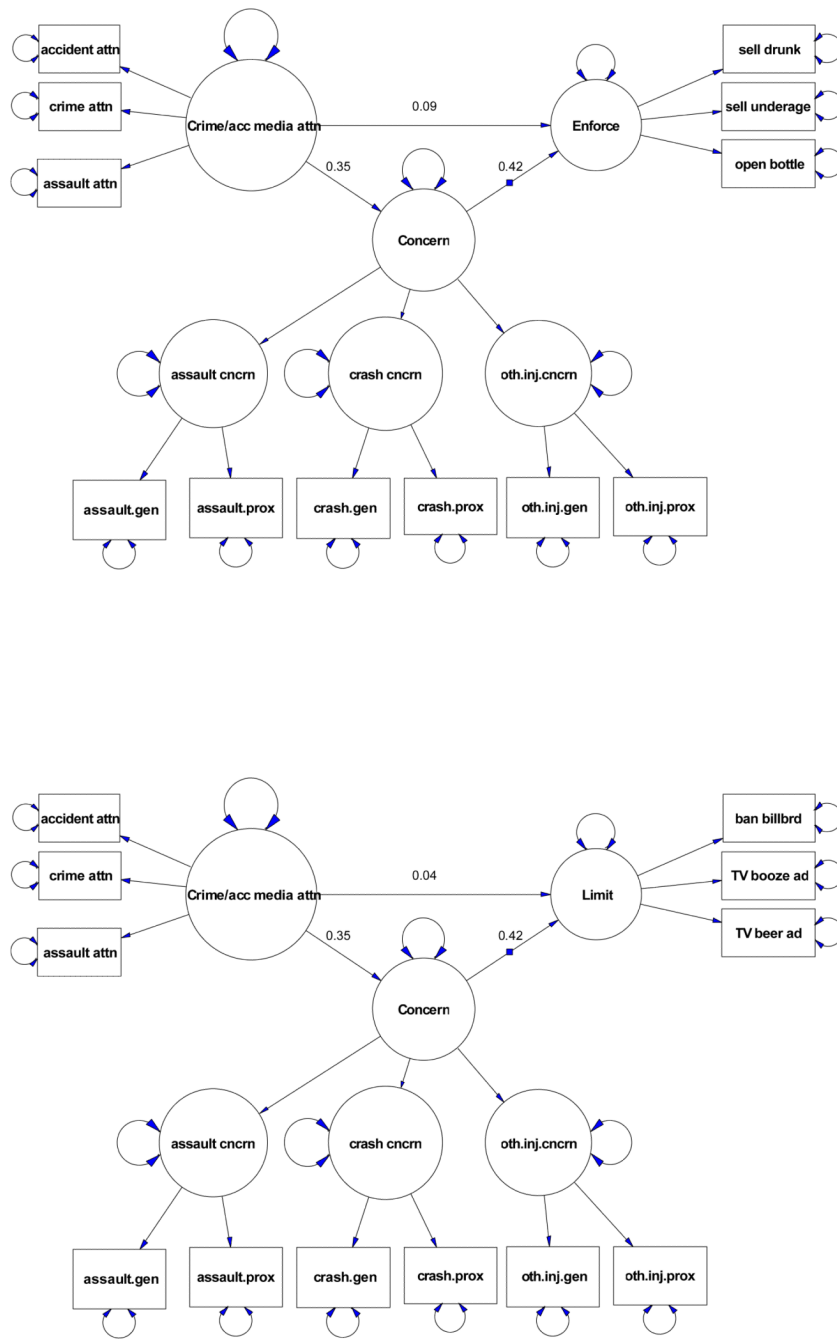 accident attn
sell drunk
crime attn
Crime/acc media attn
0.09
Enforce
sell underage
assault attn
0.35
0.42
open bottle
Concern
assault cncrn
crash cncrn
oth.inj.cncrn
assault.gen
assault.prox
crash.gen
crash.prox
oth.inj.gen
oth.inj.prox
accident attn
ban billbrd
crime attn
Crime/acc media attn
0.04
Limit
TV booze ad
assault attn
0.35
0.42
TV beer ad
Concern
assault cncrn
crash cncrn
oth.inj.cncrn
assault.gen
assault.prox
crash.gen
crash.prox
oth.inj.gen
oth.inj.prox